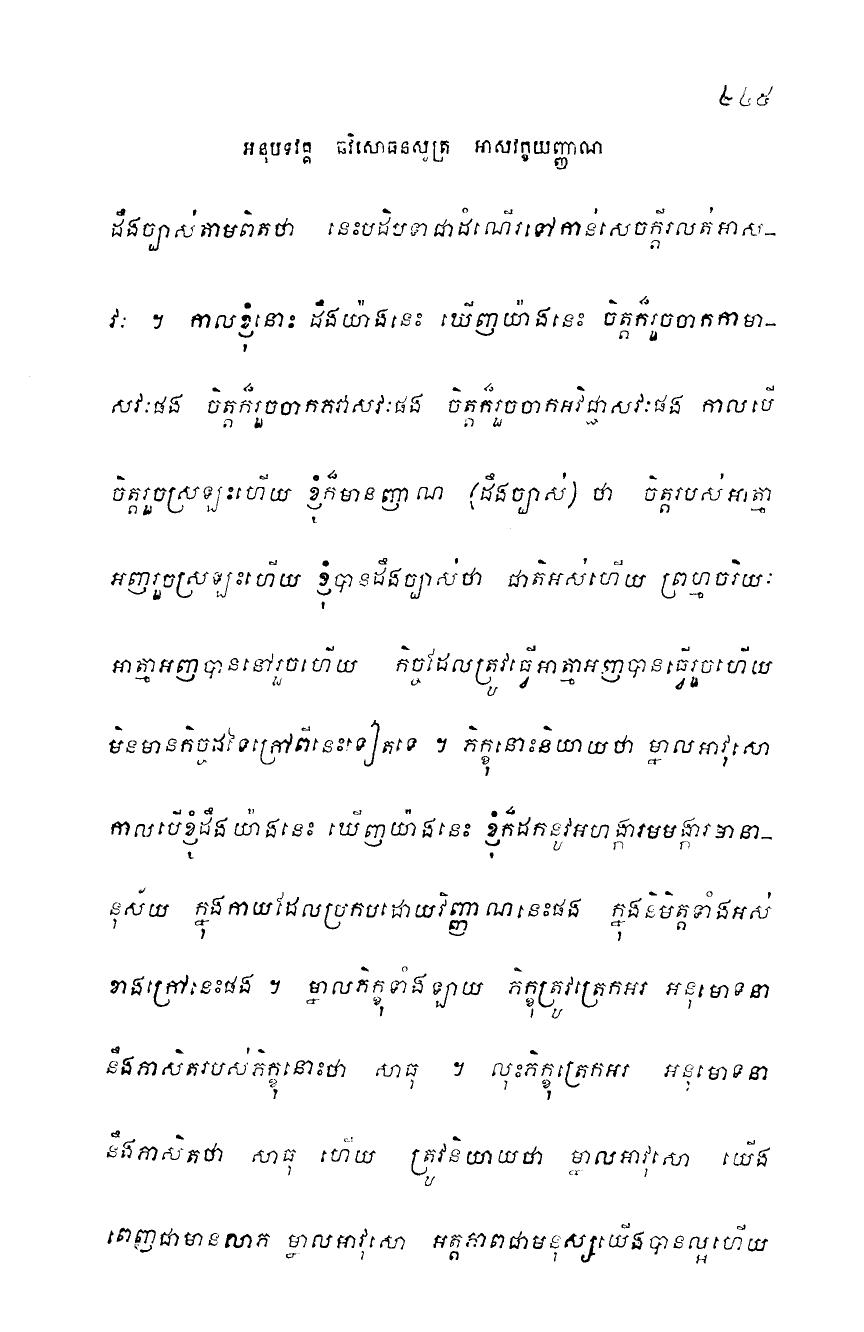 ២៤៥
អនុបទវគ្គ ឆវិសោធនសូត្រ អាសវក្ខយញ្ញាណ
ដឹងច្បាស់តាមពិតថា នេះបដិបទាជាដំណើរទៅកាន់សេចក្តីរលត់អាស-
វៈ ។ កាលខ្ញុំនោះ ដឹងយ៉ាងនេះ ឃើញយ៉ាងនេះ ចិត្តក៏រួចចាកកាមា-
សវៈផង ចិត្តក៏រួចចាកភវាសវៈផង ចិត្តក៏រួចចាកអវិជ្ជាសវៈផង កាលបើ
ចិត្តរួចស្រឡះហើយ ខ្ញុំក៏មានញាណ (ដឹងច្បាស់) ថា ចិត្តរបស់អាត្មា
អញរួចស្រឡះហើយ ខ្ញុំបានដឹងច្បាស់ថា ជាតិអស់ហើយ ព្រហ្មចរិយៈ
អាត្មាអញបាននៅរួចហើយ កិច្ចដែលត្រូវធ្វើអាត្មាអញបានធ្វើរួចហើយ
មិនមានកិច្ចដទៃក្រៅពីនេះទៀតទេ ។ ភិក្ខុនោះនិយាយថា ម្នាលអាវុសោ
កាលបើខ្ញុំដឹងយ៉ាងនេះ ឃើញយ៉ាងនេះ ខ្ញុំក៏ដកនូវអហង្ការមមង្ការមានា-
នុស័យ ក្នុងកាយដែលប្រកបដោយវិញ្ញាណនេះផង ក្នុងនិមិត្តទាំងអស់
ខាងក្រៅនេះផង ។ ម្នាលភិក្ខុទាំងឡាយ ភិក្ខុត្រូវត្រេកអរ អនុមោទនា
នឹងភាសិតរបស់ភិក្ខុនោះថា សាធុ ។ លុះភិក្ខុត្រេកអរ អនុមោទនា
នឹងភាសិតថា សាធុ ហើយ ត្រូវនិយាយថា ម្នាលអាវុសោ យើង
ពេញជាមានលាភ ម្នាលអាវុសោ អត្តភាពជាមនុស្សយើងបានល្អហើយ